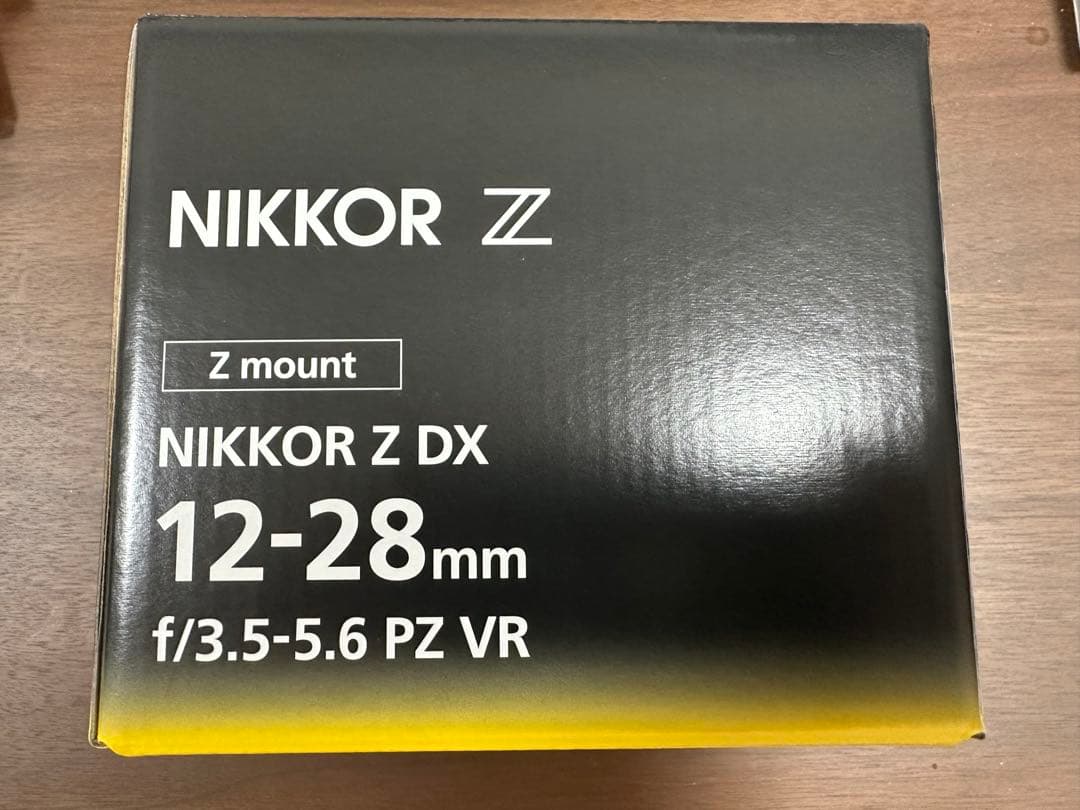 NIKKOR Z
Z mount
NIKKOR Z DX
12-28mm
f/3.5-5.6 PZ VR